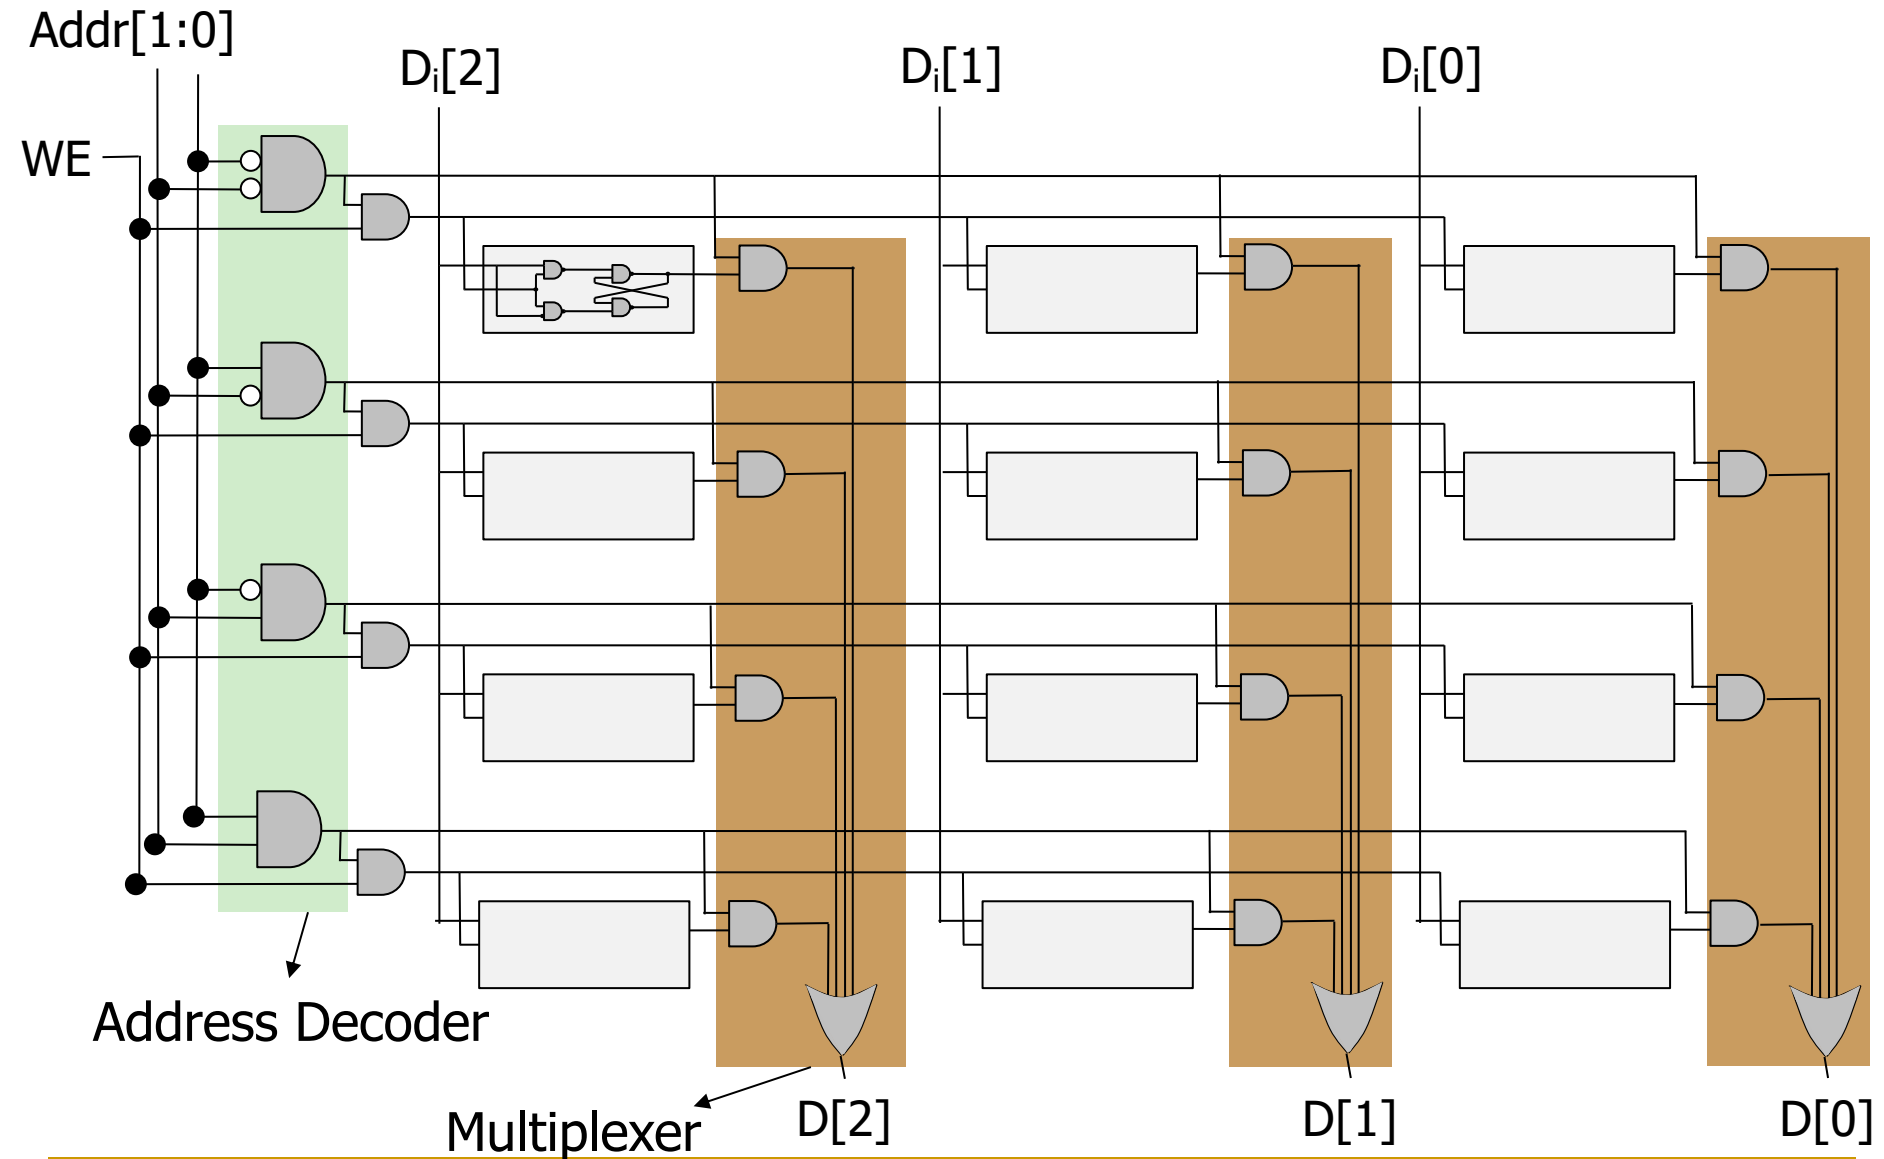 Addr[1:0]
Di[2] Di[1] Di[0]
WE
Address Decoder
Multiplexer D[2] D[1] D[0]